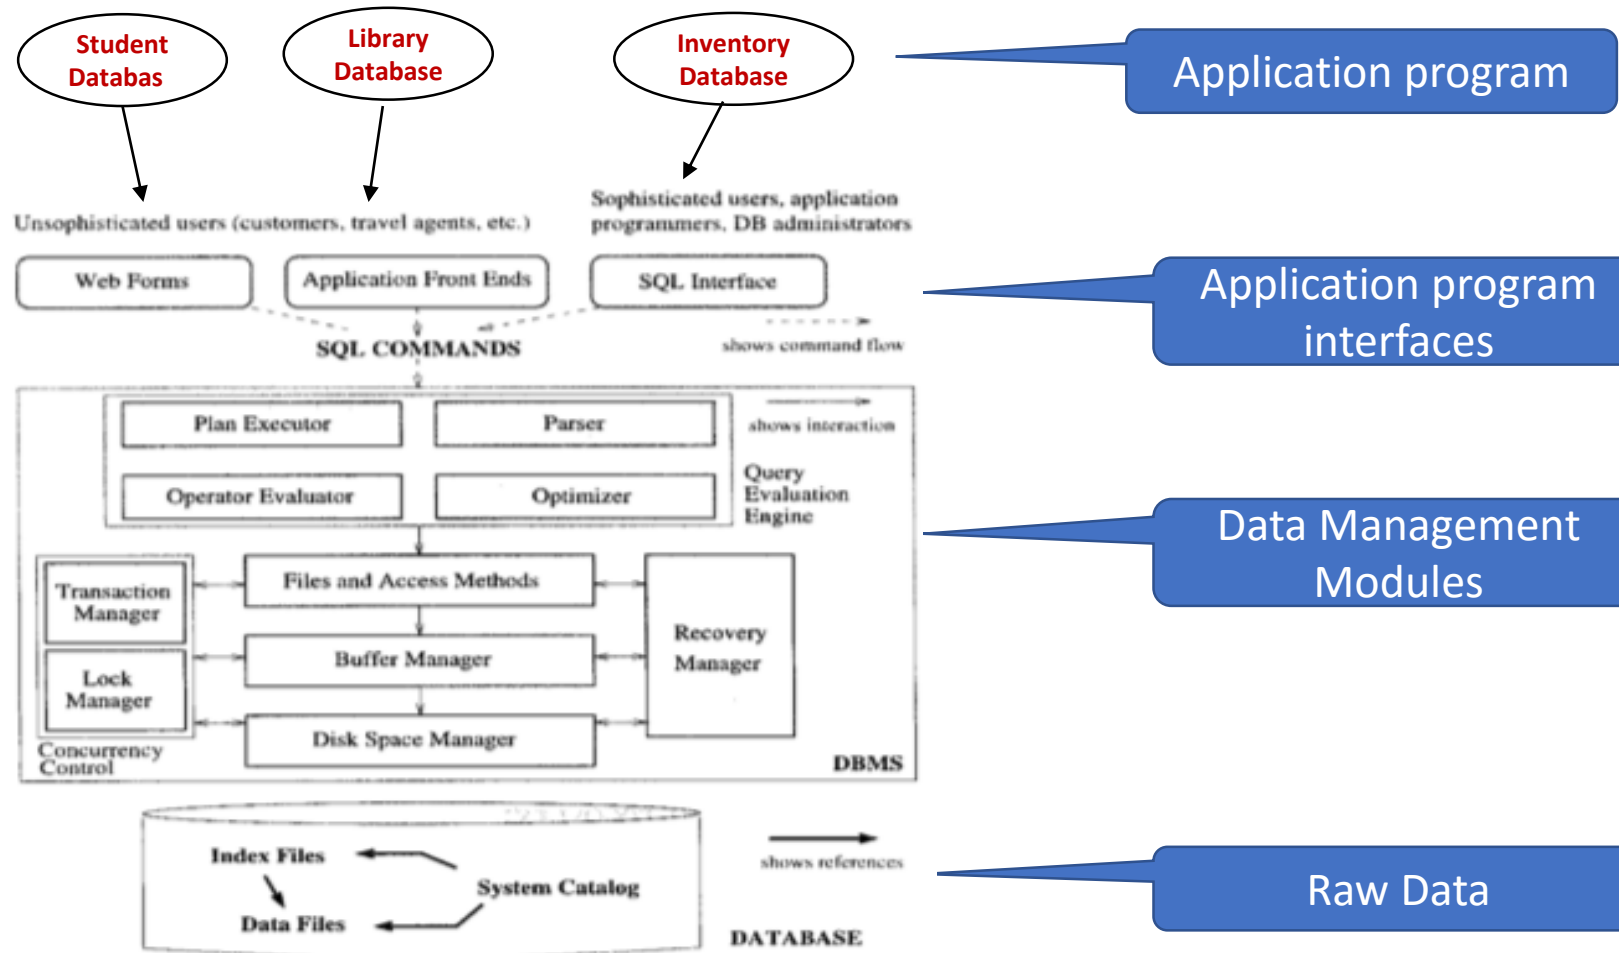 Student
Databas
Library
Database
Inventory
Database
Application program
Unsophisticated users (customers, travel agents, etc.)
Sophisticated users, application
programmers, DB administrators
Web Forms
Application Front Ends
SQL Interface
Application program
interfaces
SQL COMMANDS
shows command flow
Plan Executor
Parser
shows interaction
Operator Evaluator
Optimizer
Query
Evaluation
Engine
Data Management
Modules
Transaction
Manager
Files and Access Methods
Recovery
Manager
Buffer Manager
Lock
Manager
Disk Space Manager
Concurrency
Control
DBMS
Index Files
System Catalog
Data Files
shows references
Raw Data
DATABASE